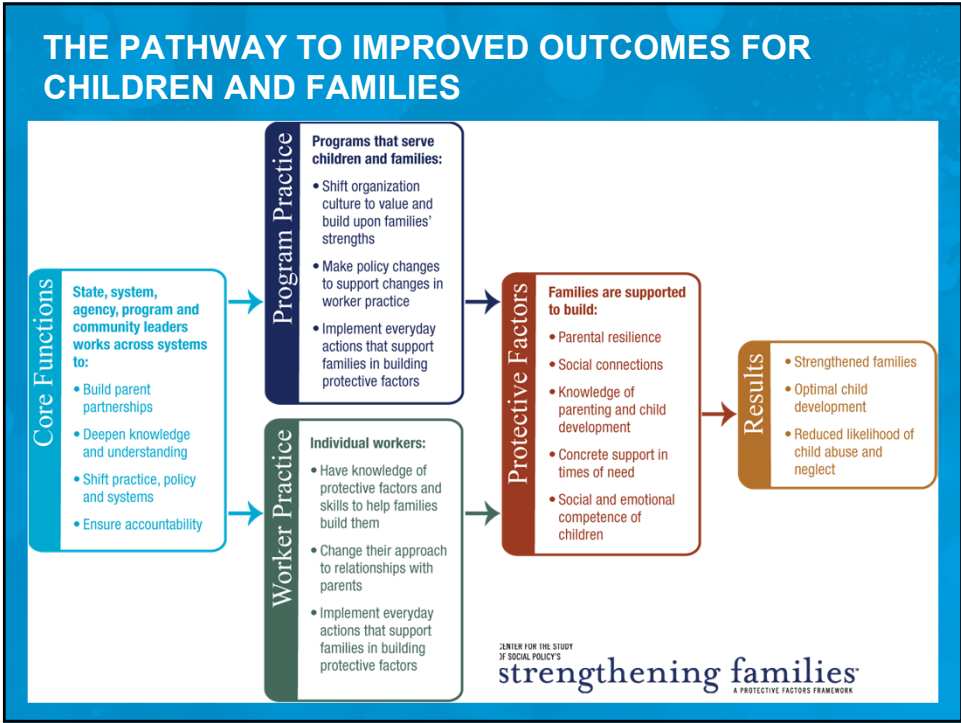 THE PATHWAY TO IMPROVED OUTCOMES FOR
CHILDREN AND FAMILIES
Core Functions
State, system,
agency, program and
community leaders
works across systems
to:
• Build parent
partnerships
• Deepen knowledge
and understanding
• Shift practice, policy
and systems
• Ensure accountability
Program Practice
Programs that serve
children and families:
• Shift organization
culture to value and
build upon families’
strengths
• Make policy changes
to support changes in
worker practice
• Implement everyday
actions that support
families in building
protective factors
Worker Practice
Individual workers:
• Have knowledge of
protective factors and
skills to help families
build them
• Change their approach
to relationships with
parents
• Implement everyday
actions that support
families in building
protective factors
Protective Factors
Families are supported
to build:
• Parental resilience
• Social connections
• Knowledge of
parenting and child
development
• Concrete support in
times of need
• Social and emotional
competence of
children
Results
• Strengthened families
• Optimal child
development
• Reduced likelihood of
child abuse and
neglect
CENTER FOR THE STUDY
OF SOCIAL POLICY'S
strengthening families
A PROTECTIVE FACTORS FRAMEWORK